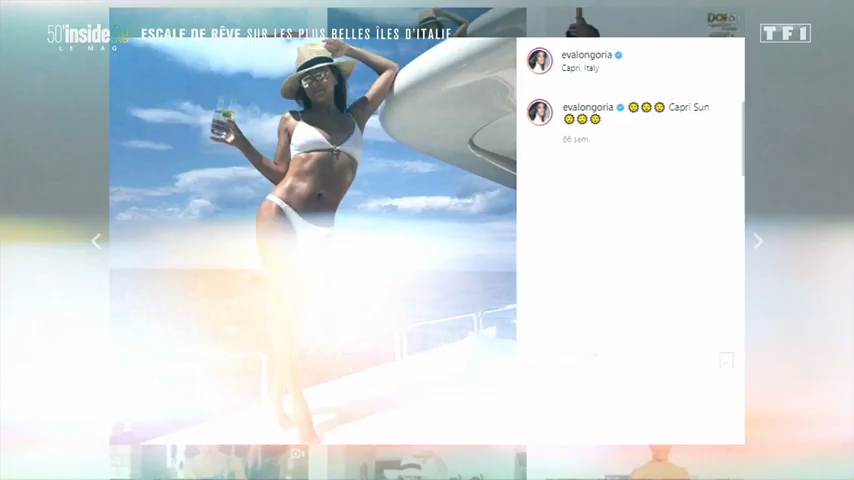 50'inside
LE MAG
ESCALE DE RÊVE SUR LES PLUS BELLES ÎLES D'ITALIE
TF1
evalongoria
Capri, Italy
evalongoria 🌞🌞🌞 Capri Sun
🌞🌞🌞
66 sem